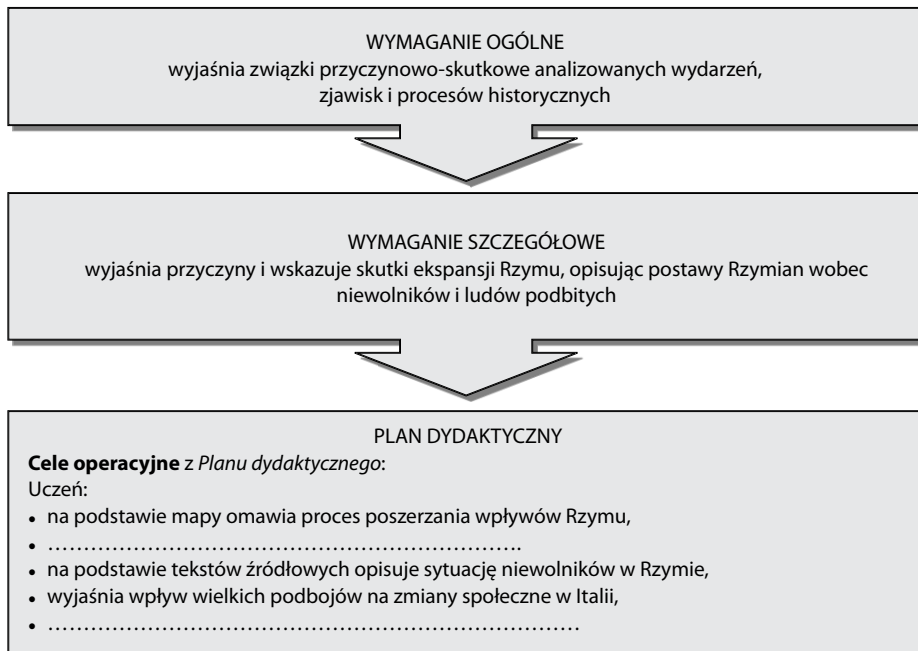 WYMAGANIE OGÓLNE
wyjaśnia związki przyczynowo-skutkowe analizowanych wydarzeń,
zjawisk i procesów historycznych
WYMAGANIE SZCZEGÓŁOWE
wyjaśnia przyczyny i wskazuje skutki ekspansji Rzymu, opisując postawy Rzymian wobec
niewolników i ludów podbitych
PLAN DYDAKTYCZNY
Cele operacyjne z Planu dydaktycznego:
Uczeń:
• na podstawie mapy omawia proces poszerzania wpływów Rzymu,
• ……………………………………………………………..
• na podstawie tekstów źródłowych opisuje sytuację niewolników w Rzymie,
• wyjaśnia wpływ wielkich podbojów na zmiany społeczne w Italii,
• …………………………………………………………………